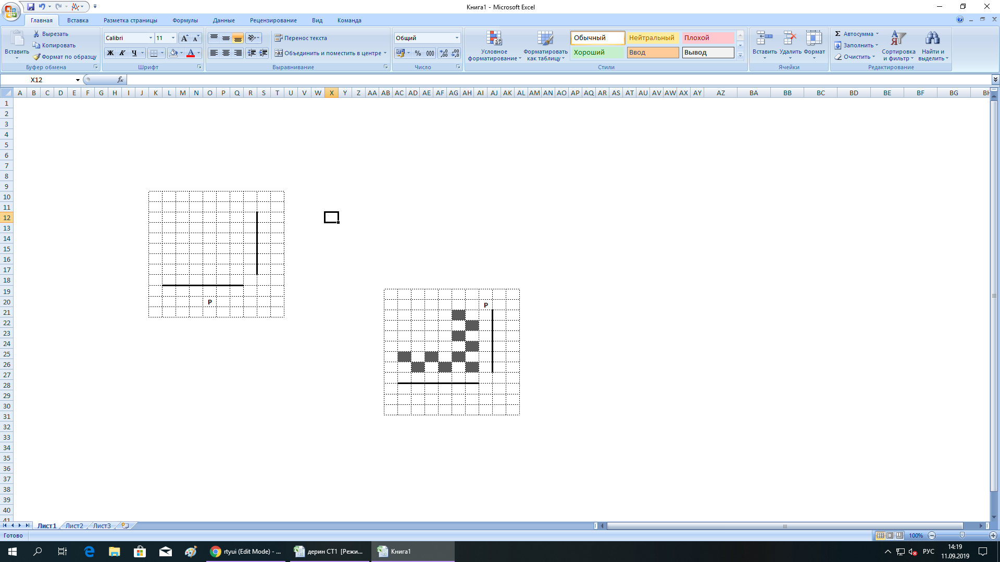 Книга1 - Microsoft Excel
Главная Вставка Разметка страницы Формулы Данные Рецензирование Вид Команда
Вставить
Вырезать
Копировать
Формат по образцу
Буфер обмена
Calibri 11
Ж К Ч А
Шрифт
Перенос текста
Объединить и поместить в центре
Выравнивание
Общий
% 000
Число
Условное форматирование
Форматировать как таблицу
Обычный Нейтральный Плохой
Хороший Ввод Вывод
Стили
Вставить Удалить Формат
Ячейки
Σ Автосумма
Заполнить
Очистить
Сортировка и фильтр
Найти и выделить
Редактирование
X12 fx
A B C D E F G H I J K L M N O P Q R S T U V W X Y Z AA AB AC AD AE AF AG AH AI AJ AK AL AM AN AO AP AQ AR AS AT AU AV AW AX AY AZ BA BB BC BD BE BF BG BH
1
2
3
4
5
6
7
8
9
10
11
12
13
14
15
16
17
18
19
20
21
22
23
24
25
26
27
28
29
30
31
32
33
34
35
36
37
38
39
40
41
Р
Р
Лист1 Лист2 Лист3
Готово
100%
rtyui (Edit Mode) - ...
дерин СТ1 [Режи...
Книга1
РУС
14:19
11.09.2019